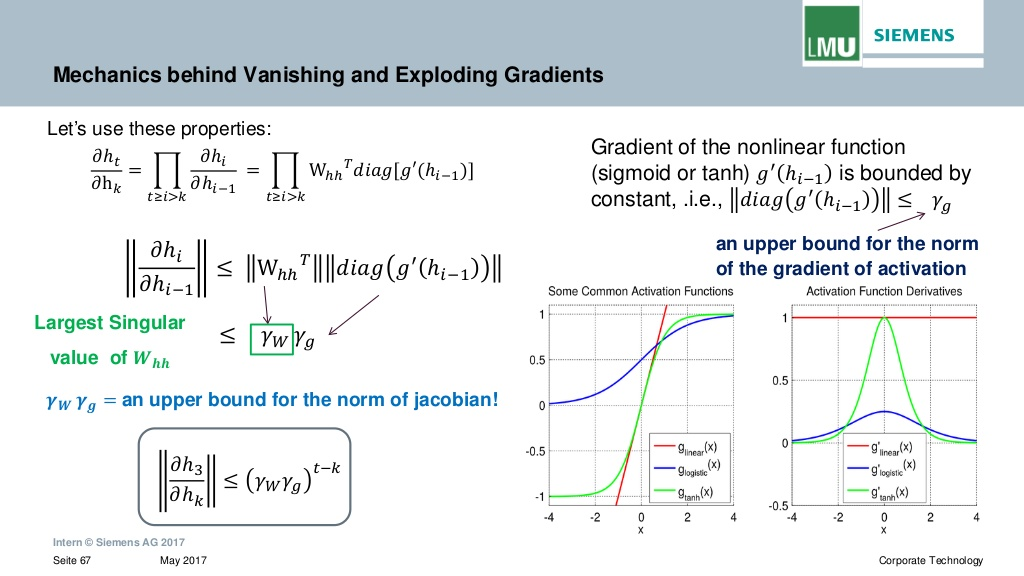 LMU
SIEMENS
Mechanics behind Vanishing and Exploding Gradients
Let's use these properties:
∂h_t/∂h_k = ∏_{t≥i>k} ∂h_i/∂h_{i−1} = ∏_{t≥i>k} W_hh^T diag[g′(h_{i−1})]
‖∂h_i/∂h_{i−1}‖ ≤ ‖W_hh^T‖‖diag(g′(h_{i−1}))‖
Largest Singular
value of W_hh
≤ γ_W γ_g
γ_W γ_g = an upper bound for the norm of jacobian!
‖∂h_3/∂h_k‖ ≤ (γ_W γ_g)^{t−k}
Gradient of the nonlinear function
(sigmoid or tanh) g′(h_{i−1}) is bounded by
constant, .i.e., ‖diag(g′(h_{i−1}))‖ ≤ γ_g
an upper bound for the norm
of the gradient of activation
Some Common Activation Functions
1
0.5
0
-0.5
-1
-4 -2 0 2 4
x
g_linear(x)
g_logistic(x)
g_tanh(x)
Activation Function Derivatives
1
0.5
0
-0.5
-4 -2 0 2 4
x
g'_linear(x)
g'_logistic(x)
g'_tanh(x)
Intern © Siemens AG 2017
Seite 67 May 2017 Corporate Technology